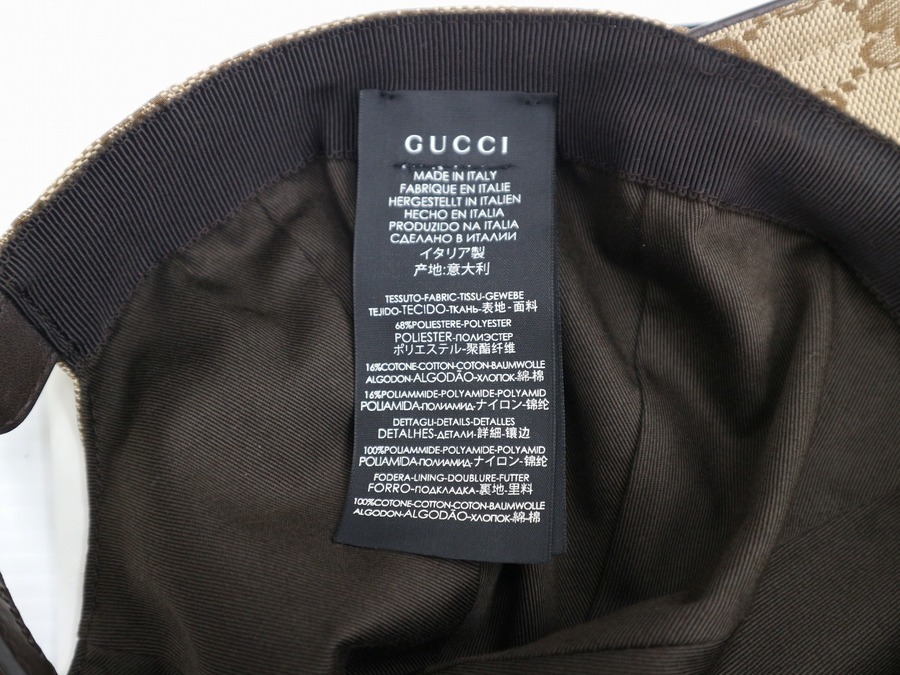 GUCCI
MADE IN ITALY
FABRIQUE EN ITALIE
HERGESTELLT IN ITALIEN
HECHO EN ITALIA
PRODUZIDO NA ITALIA
СДЕЛАНО В ИТАЛИИ
イタリア製
产地:意大利
TESSUTO-FABRIC-TISSU-GEWEBE
TEJIDO-TECIDO-ТКАНЬ-表地-面料
68%POLIESTERE-POLYESTER
POLIESTER-ПОЛИЭСТЕР
ポリエステル-聚酯纤维
16%COTONE-COTTON-COTON-BAUMWOLLE
ALGODON-ALGODÃO-ХЛОПОК-綿-棉
16%POLIAMMIDE-POLYAMIDE-POLYAMID
POLIAMIDA-ПОЛИАМИД-ナイロン-锦纶
DETTAGLI-DETAILS-DETALLES
DETALHES-ДЕТАЛИ-詳細-镶边
100%POLIAMMIDE-POLYAMIDE-POLYAMID
POLIAMIDA-ПОЛИАМИД-ナイロン-锦纶
FODERA-LINING-DOUBLURE-FUTTER
FORRO-ПОДКЛАДКА-裏地-里料
100%COTONE-COTTON-COTON-BAUMWOLLE
ALGODON-ALGODÃO-ХЛОПОК-綿-棉